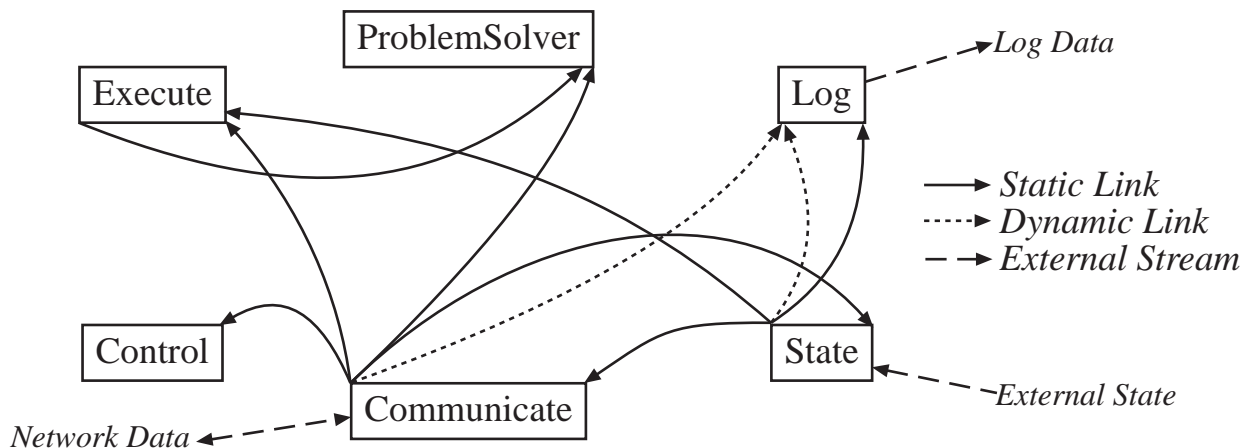 ProblemSolver
Log Data
Execute
Log
Static Link
Dynamic Link
External Stream
Control
State
Communicate
External State
Network Data